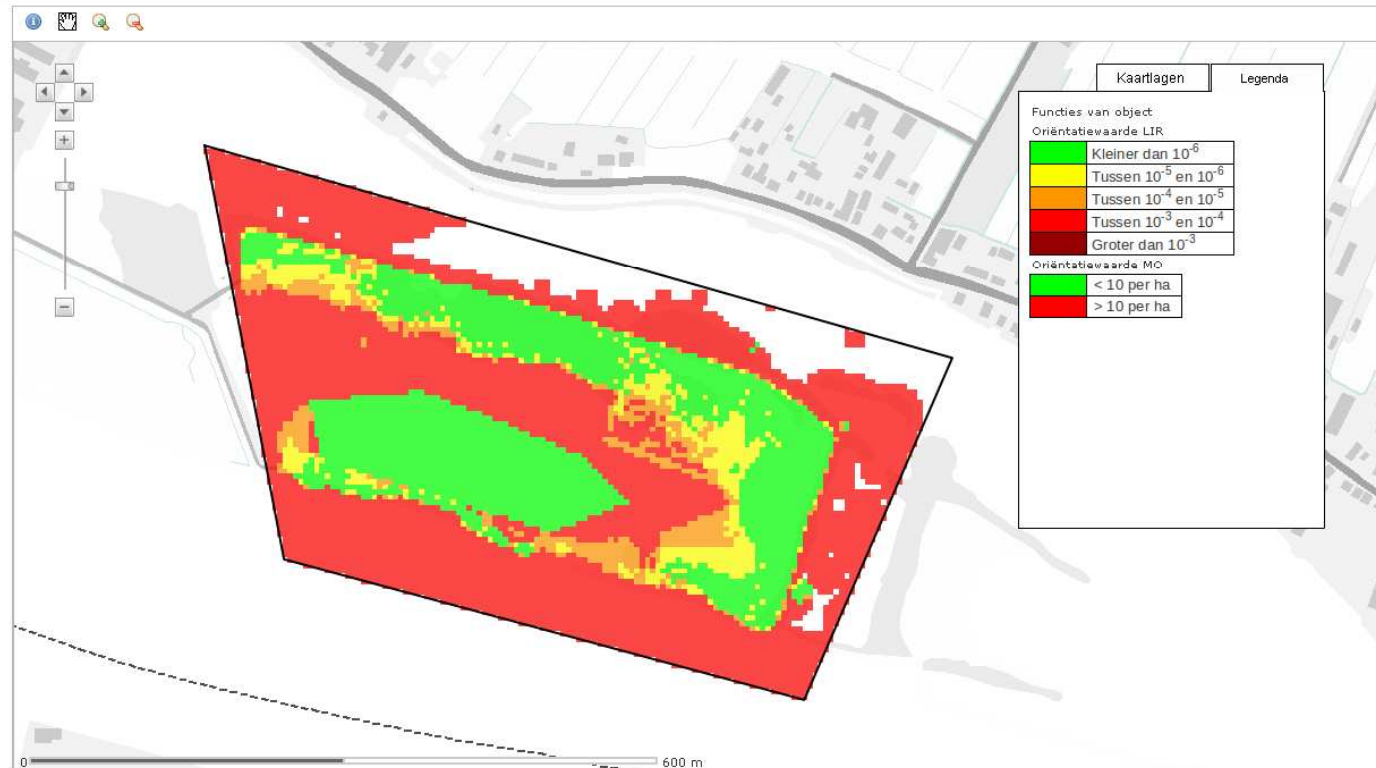 Kaartlagen
Legenda
Functies van object
Oriëntatiewaarde LIR
Kleiner dan 10-6
Tussen 10-5 en 10-6
Tussen 10-4 en 10-5
Tussen 10-3 en 10-4
Groter dan 10-3
Oriëntatiewaarde MO
< 10 per ha
> 10 per ha
0
600 m